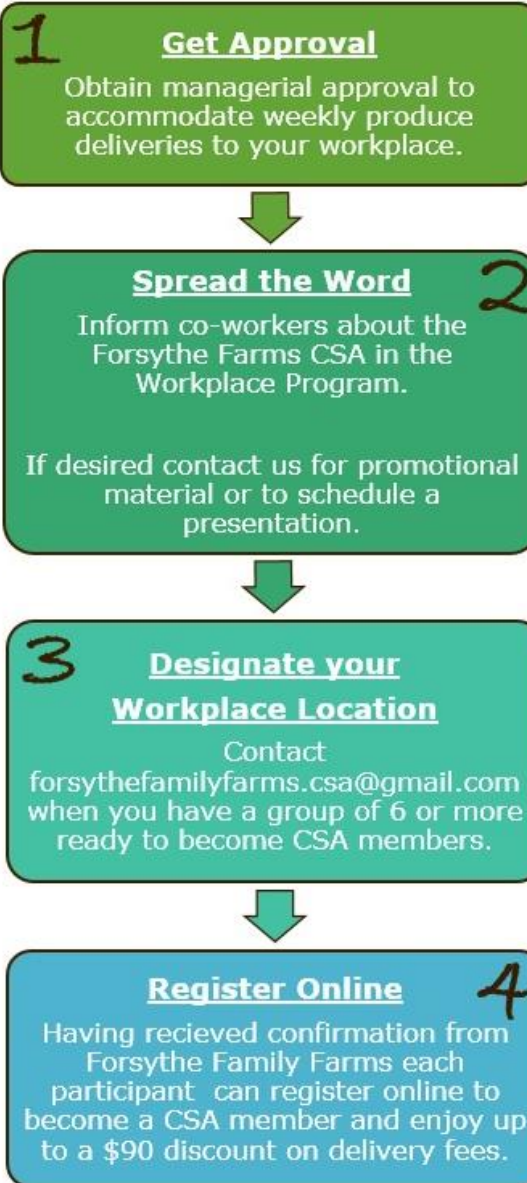 1
Get Approval
Obtain managerial approval to
accommodate weekly produce
deliveries to your workplace.
2
Spread the Word
Inform co-workers about the
Forsythe Farms CSA in the
Workplace Program.
If desired contact us for promotional
material or to schedule a
presentation.
3
Designate your
Workplace Location
Contact
forsythefamilyfarms.csa@gmail.com
when you have a group of 6 or more
ready to become CSA members.
4
Register Online
Having recieved confirmation from
Forsythe Family Farms each
participant can register online to
become a CSA member and enjoy up
to a $90 discount on delivery fees.